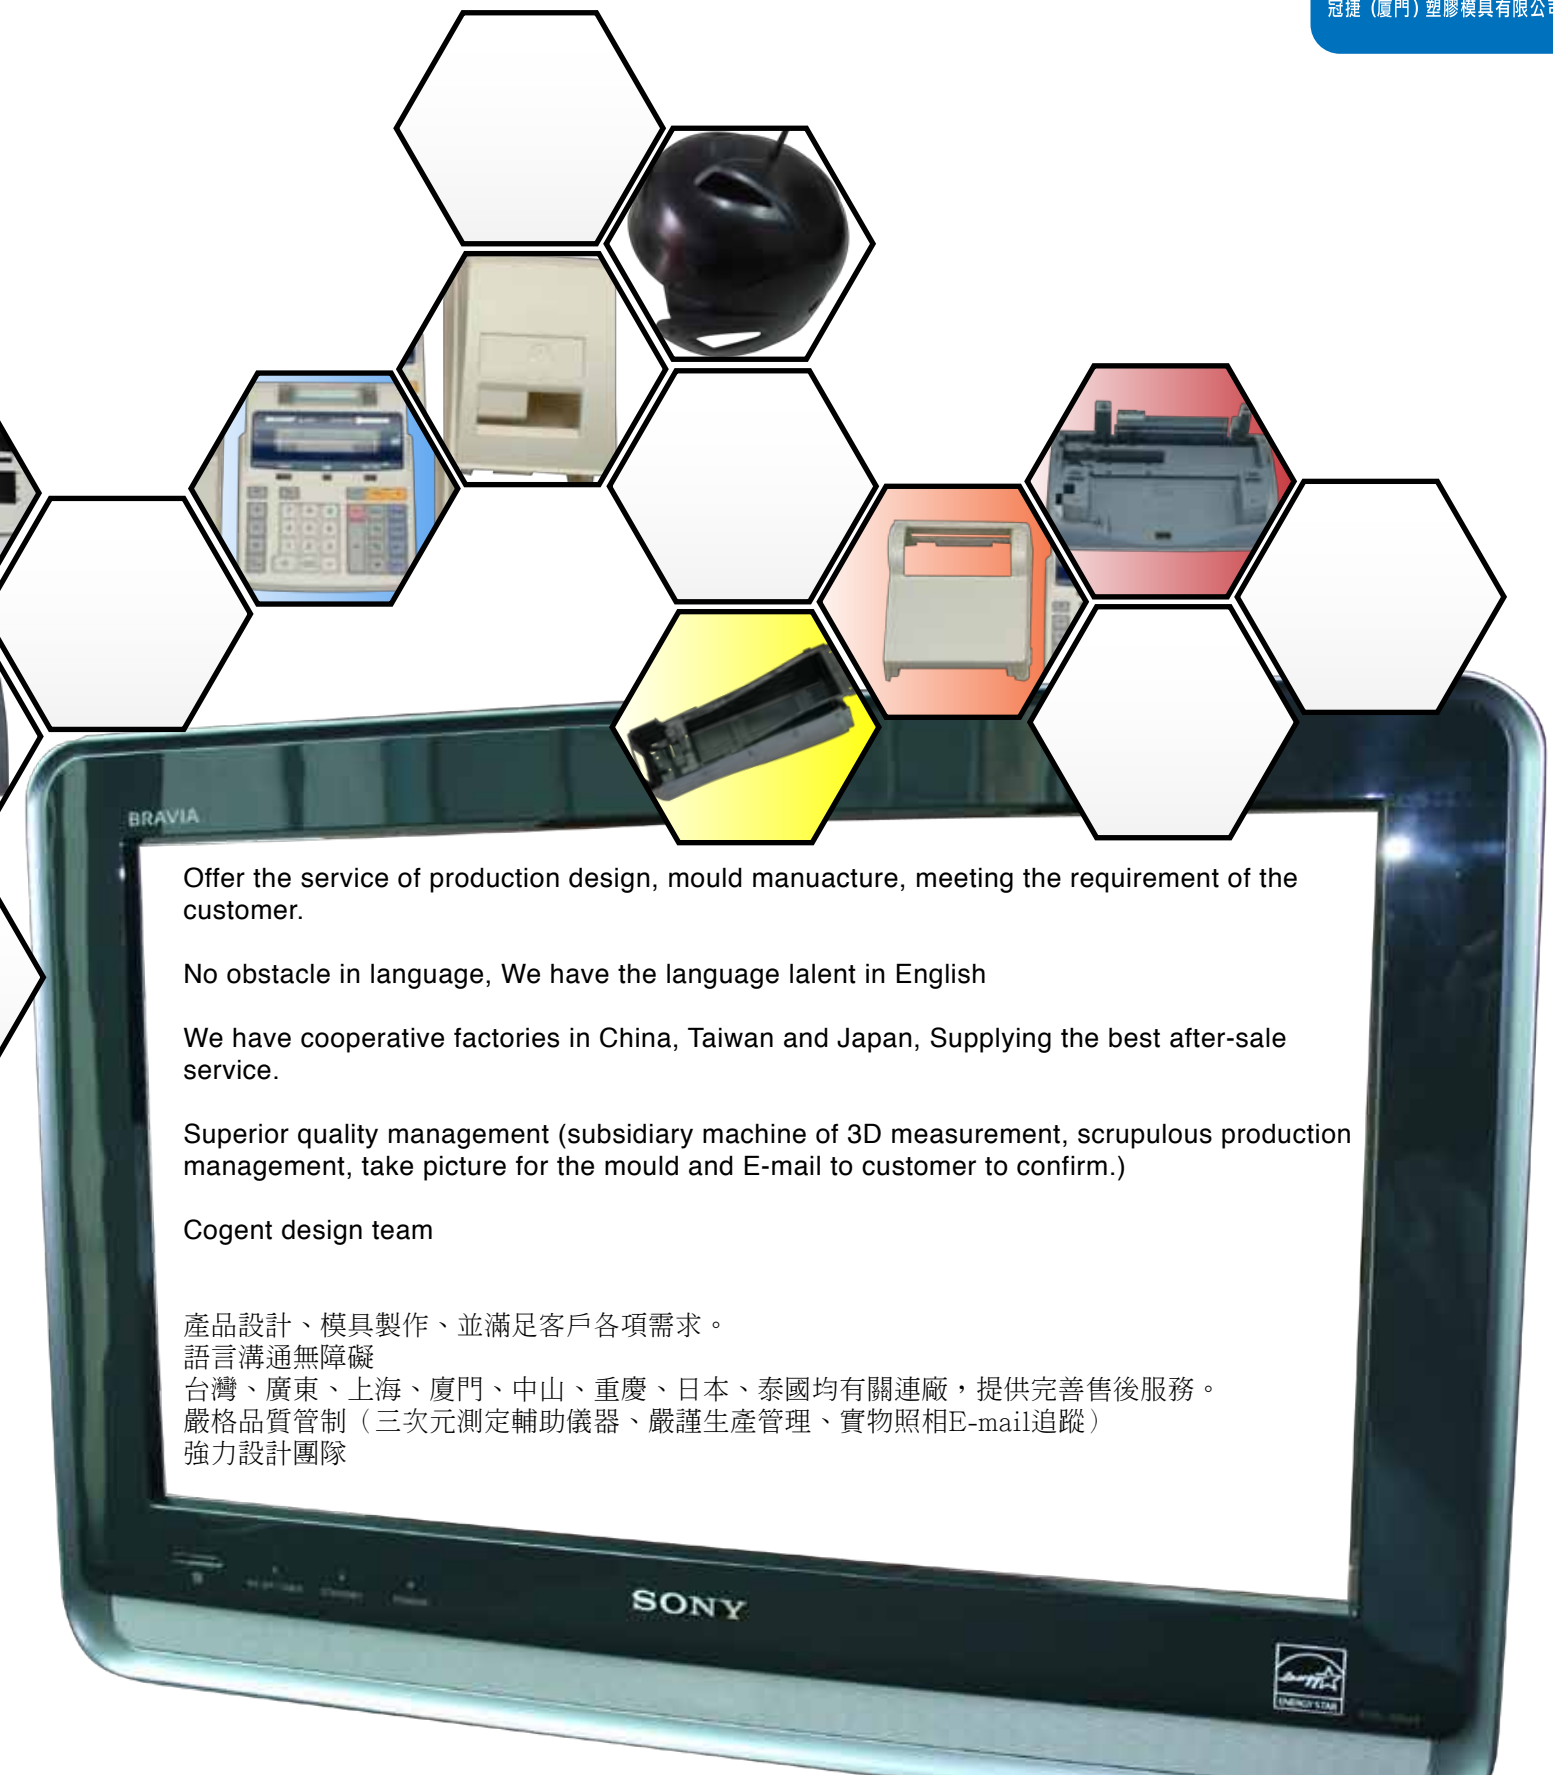 冠捷（廈門）塑膠模具有限公司
BRAVIA
Offer the service of production design, mould manuacture, meeting the requirement of the
customer.
No obstacle in language, We have the language lalent in English
We have cooperative factories in China, Taiwan and Japan, Supplying the best after-sale
service.
Superior quality management (subsidiary machine of 3D measurement, scrupulous production
management, take picture for the mould and E-mail to customer to confirm.)
Cogent design team
產品設計、模具製作、並滿足客戶各項需求。
語言溝通無障礙
台灣、廣東、上海、廈門、中山、重慶、日本、泰國均有關連廠，提供完善售後服務。
嚴格品質管制（三次元測定輔助儀器、嚴謹生產管理、實物照相E-mail追蹤）
強力設計團隊
SONY
ENERGY STAR